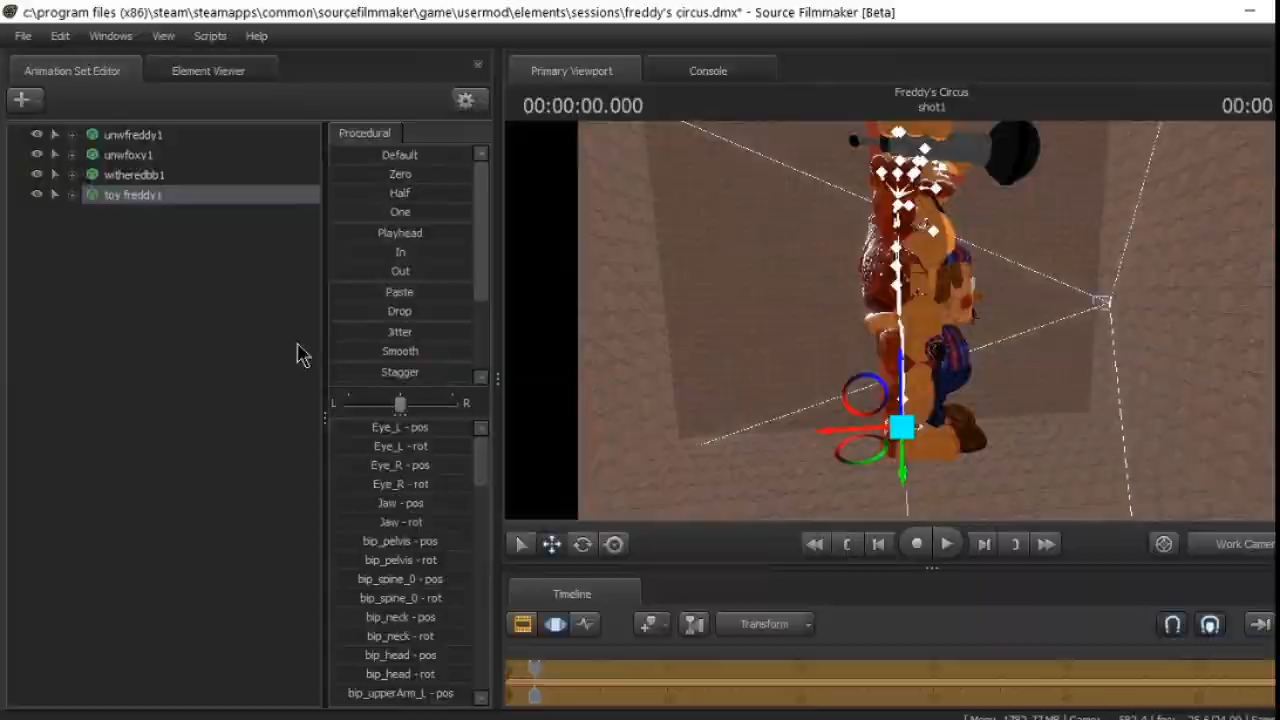 c:\program files (x86)\steam\steamapps\common\sourcefilmmaker\game\usermod\elements\sessions\freddy's circus.dmx* - Source Filmmaker [Beta]
File Edit Windows View Scripts Help
Animation Set Editor
Element Viewer
unwfreddy1
unwfoxy1
witheredbb1
toy freddy1
Procedural
Default
Zero
Half
One
Playhead
In
Out
Paste
Drop
Jitter
Smooth
Stagger
L R
Eye_L - pos
Eye_L - rot
Eye_R - pos
Eye_R - rot
Jaw - pos
Jaw - rot
bip_pelvis - pos
bip_pelvis - rot
bip_spine_0 - pos
bip_spine_0 - rot
bip_neck - pos
bip_neck - rot
bip_head - pos
bip_head - rot
bip_upperArm_L - pos
Primary Viewport
Console
00:00:00.000
Freddy's Circus
shot1
00:00
Work Camer
Timeline
Transform